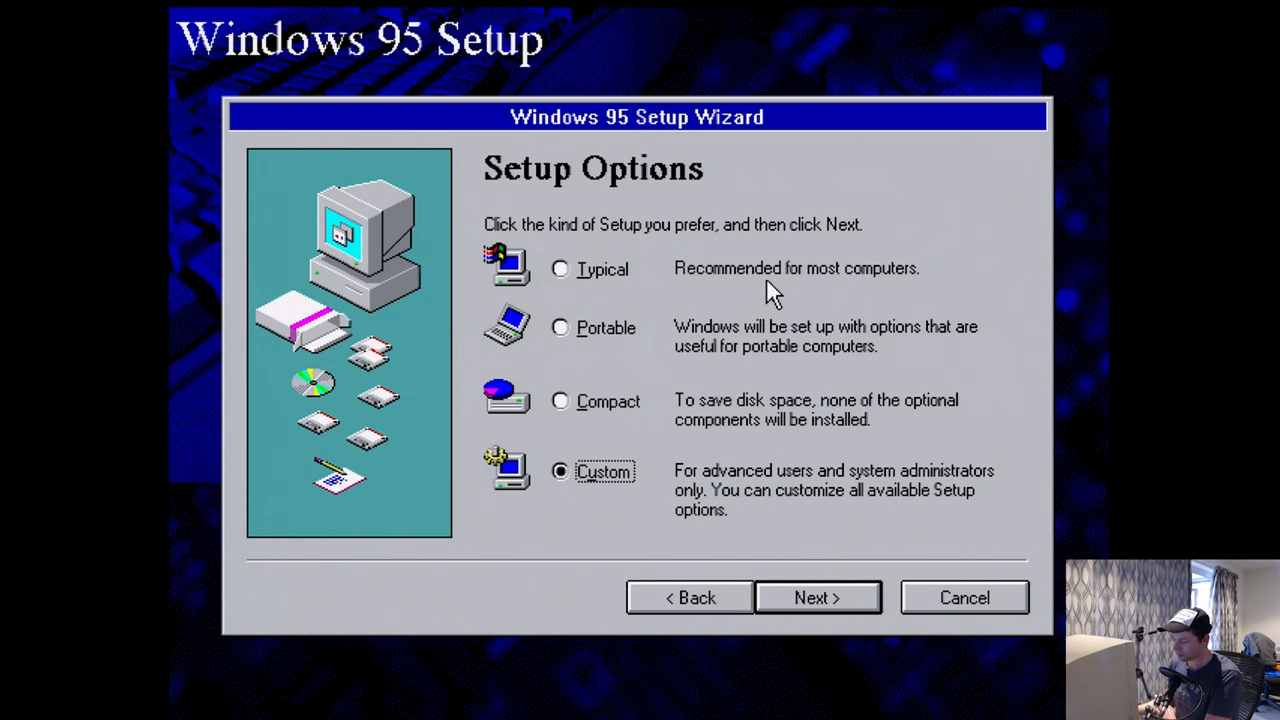 Windows 95 Setup
Windows 95 Setup Wizard
Setup Options
Click the kind of Setup you prefer, and then click Next.
Typical
Recommended for most computers.
Portable
Windows will be set up with options that are
useful for portable computers.
Compact
To save disk space, none of the optional
components will be installed.
Custom
For advanced users and system administrators
only. You can customize all available Setup
options.
< Back
Next >
Cancel